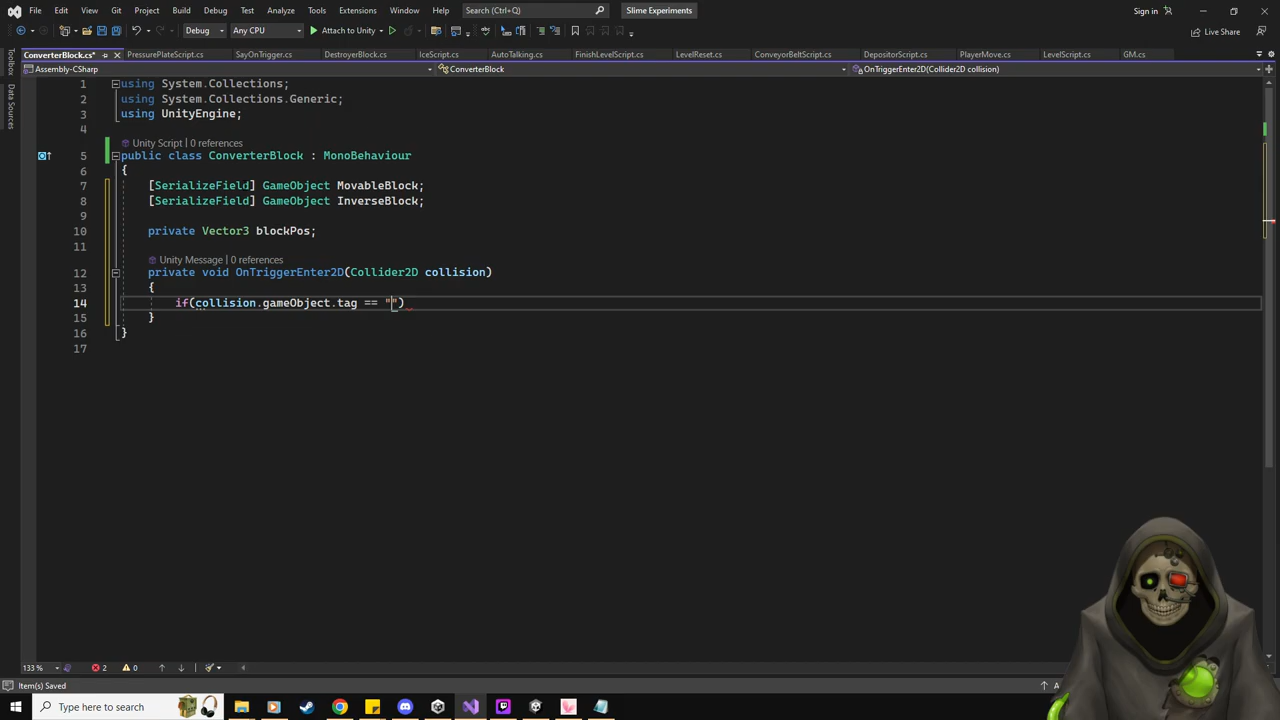 File Edit View Git Project Build Debug Test Analyze Tools Extensions Window Help Search (Ctrl+Q) Slime Experiments Sign in
Debug Any CPU Attach to Unity Live Share
ConverterBlock.cs* PressurePlateScript.cs SayOnTrigger.cs DestroyerBlock.cs IceScript.cs AutoTalking.cs FinishLevelScript.cs LevelReset.cs ConveyorBeltScript.cs DepositorScript.cs PlayerMove.cs LevelScript.cs GM.cs
Assembly-CSharp ConverterBlock OnTriggerEnter2D(Collider2D collision)
Toolbox
Data Sources
1 using System.Collections;
2 using System.Collections.Generic;
3 using UnityEngine;
4
Unity Script | 0 references
5 public class ConverterBlock : MonoBehaviour
6 {
7 [SerializeField] GameObject MovableBlock;
8 [SerializeField] GameObject InverseBlock;
9
10 private Vector3 blockPos;
11
Unity Message | 0 references
12 private void OnTriggerEnter2D(Collider2D collision)
13 {
14 if(collision.gameObject.tag == "")
15 }
16 }
17
133 % 2 0
Item(s) Saved
Type here to search